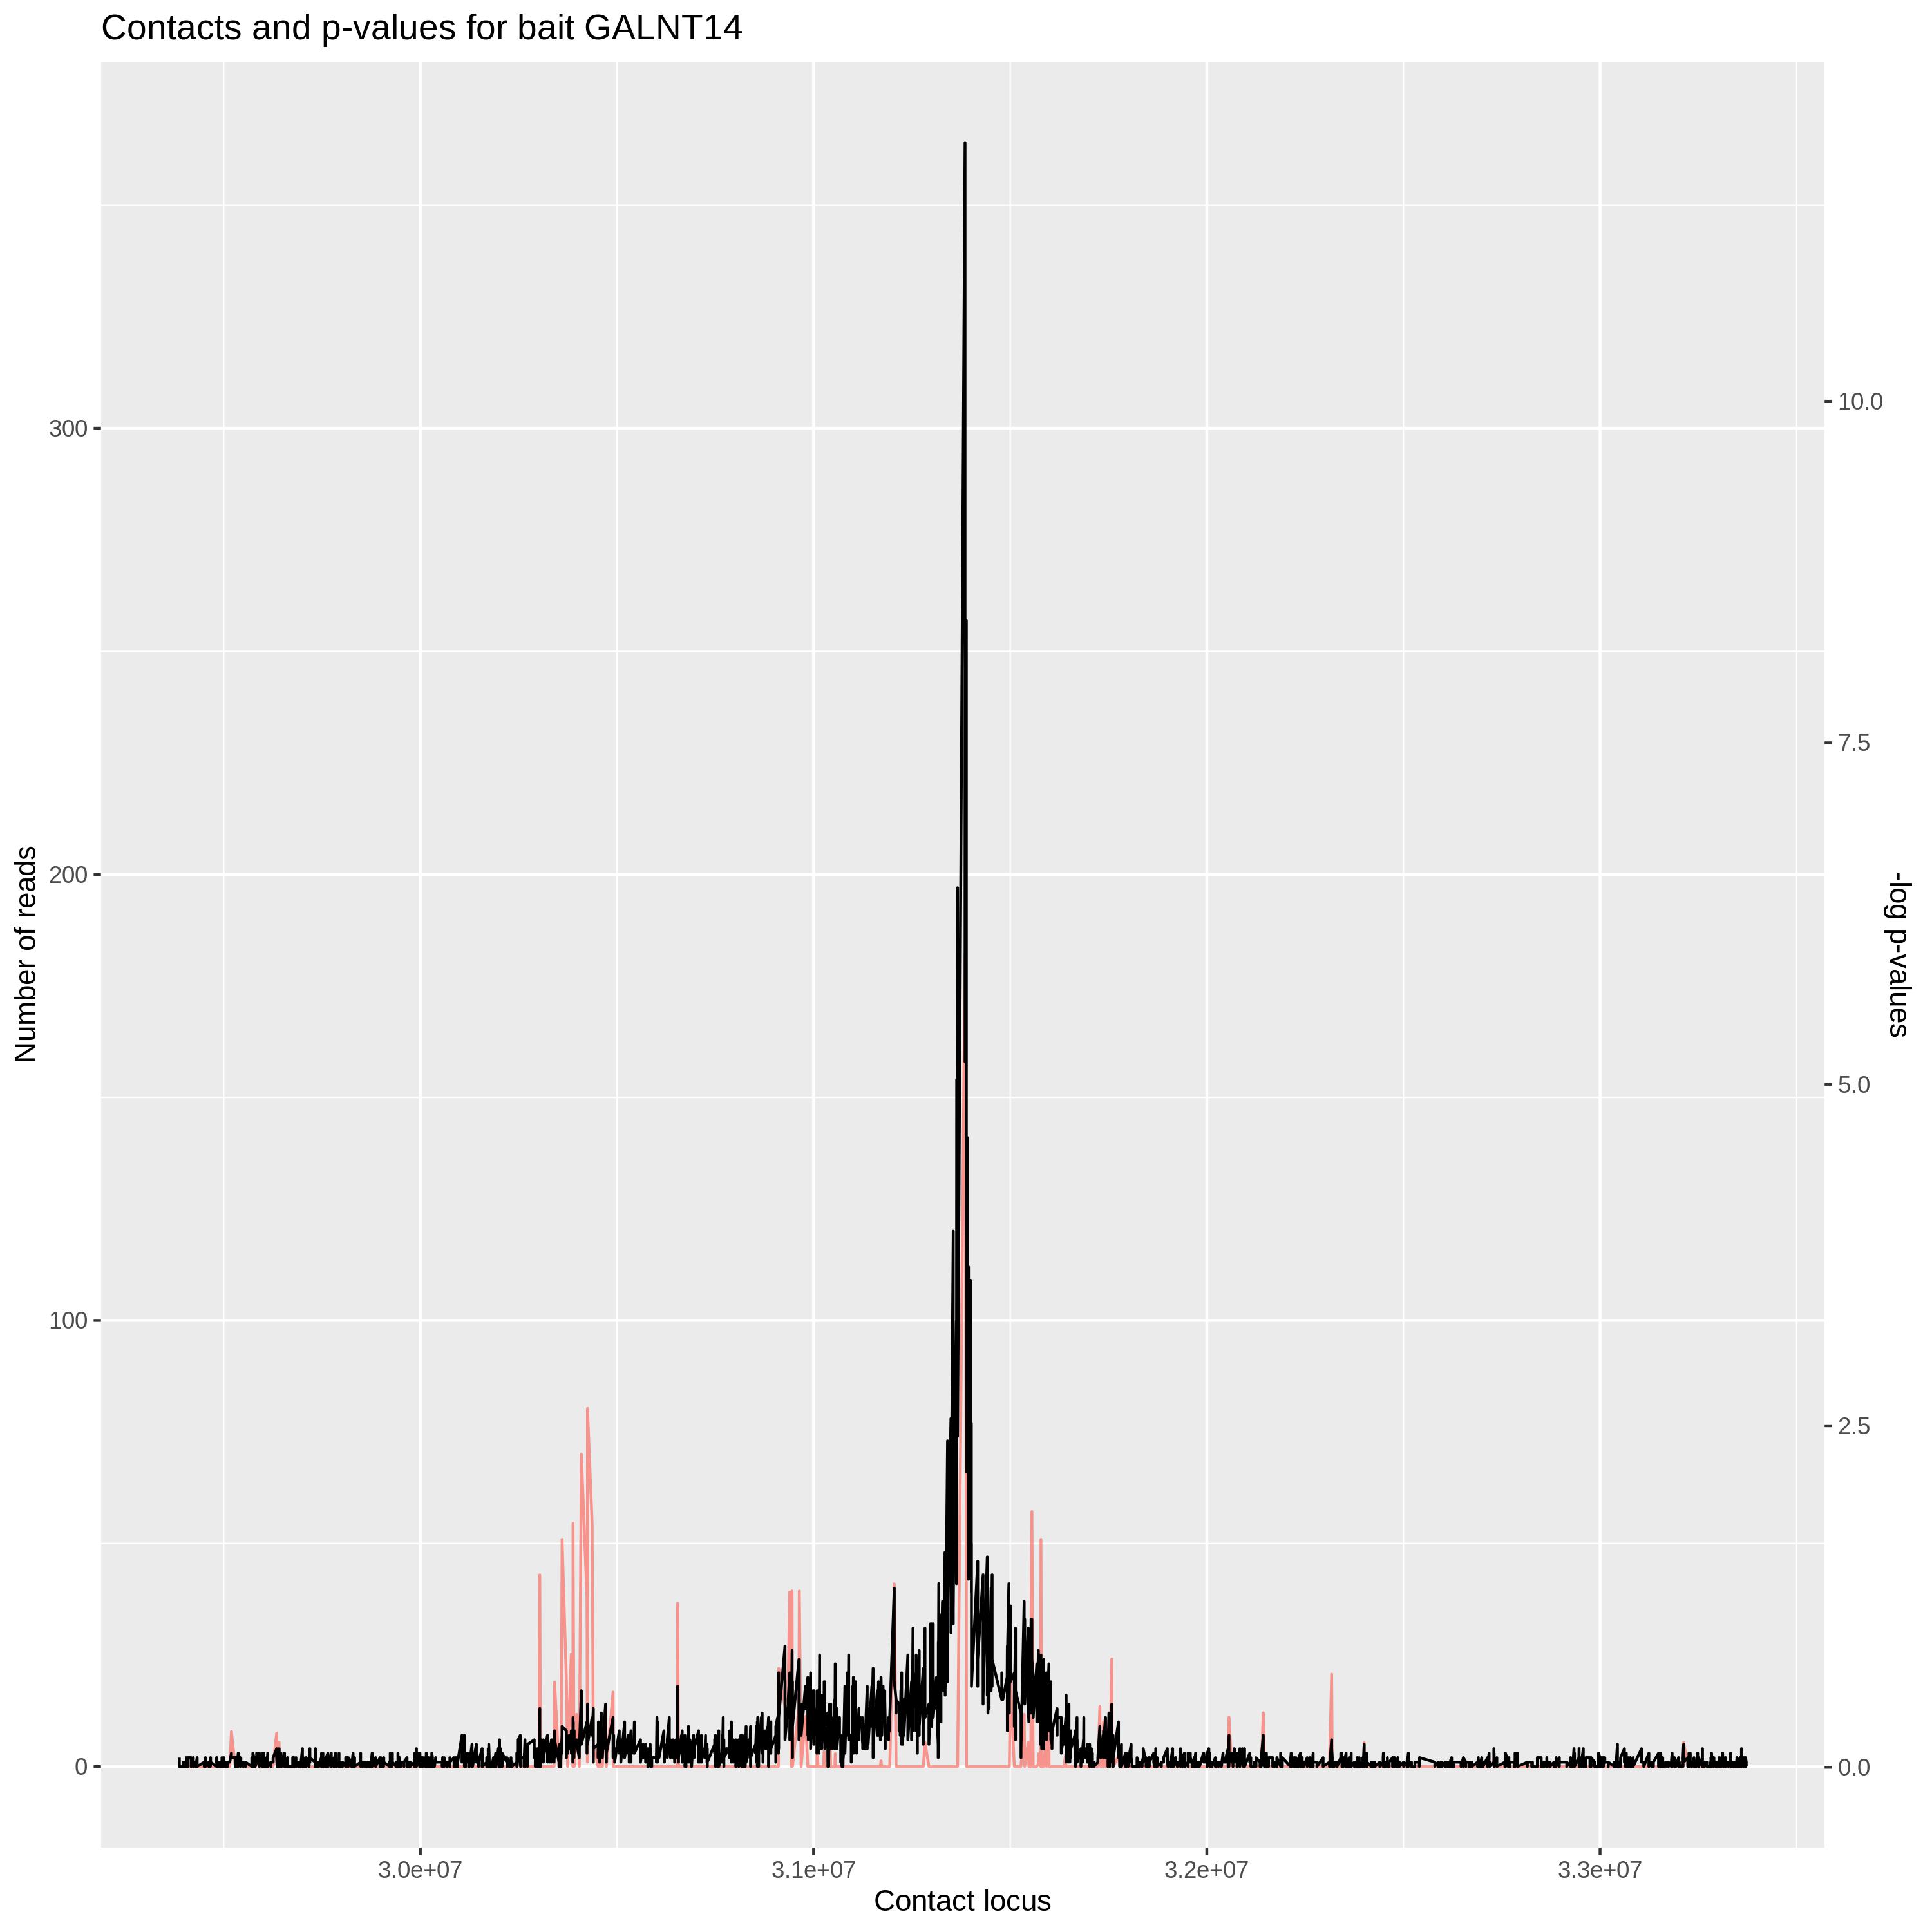 Contacts and p-values for bait GALNT14
300
200
100
0
Number of reads
10.0
7.5
5.0
2.5
0.0
-log p-values
3.0e+07
3.1e+07
3.2e+07
3.3e+07
Contact locus